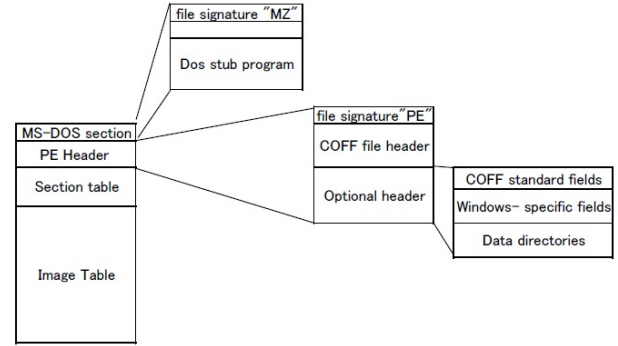 file signature "MZ"
Dos stub program
MS-DOS section
PE Header
Section table
Image Table
file signature"PE"
COFF file header
Optional header
COFF standard fields
Windows- specific fields
Data directories